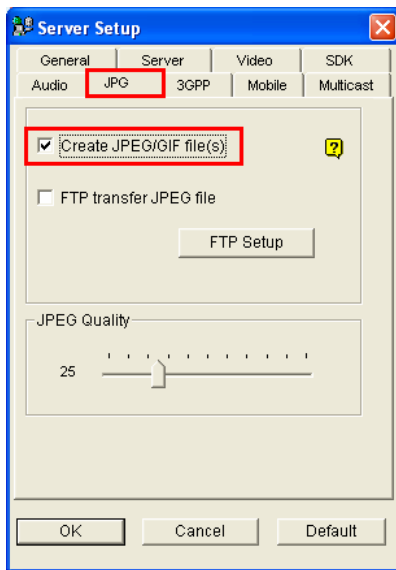 Server Setup
General Server Video SDK
Audio JPG 3GPP Mobile Multicast
Create JPEG/GIF file(s)
?
FTP transfer JPEG file
FTP Setup
JPEG Quality
25
OK Cancel Default